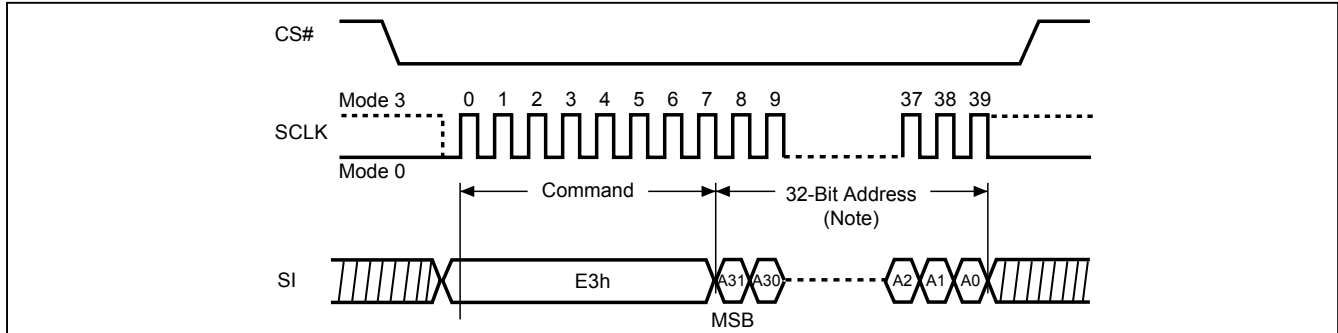 CS#
Mode 3 0 1 2 3 4 5 6 7 8 9 37 38 39
SCLK
Mode 0
Command 32-Bit Address
(Note)
SI E3h A31 A30 A2 A1 A0
MSB